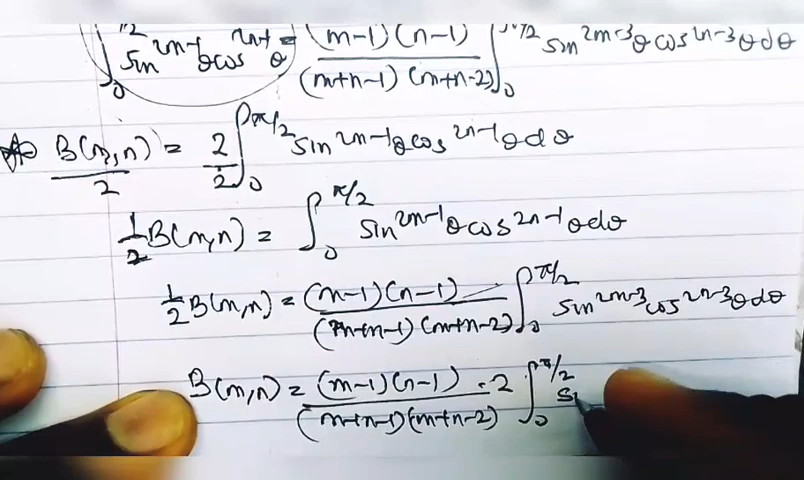 ∫₀^π/2 sin^2m-1 θ cos^2n-1 θ = (m-1)(n-1) / (m+n-1)(m+n-2) ∫₀^π/2 sin^2m-3 θ cos^2n-3 θ dθ
B(m,n) / 2 = 2/2 ∫₀^π/2 sin^2m-1 θ cos^2n-1 θ d θ
1/2 B(m,n) = ∫₀^π/2 sin^2m-1 θ cos^2n-1 θ dθ
1/2 B(m,n) = (m-1)(n-1) / (m+n-1)(m+n-2) ∫₀^π/2 sin^2m-3 cos^2n-3 θ dθ
B(m,n) = (m-1)(n-1) / (m+n-1)(m+n-2) · 2 ∫₀^π/2 si